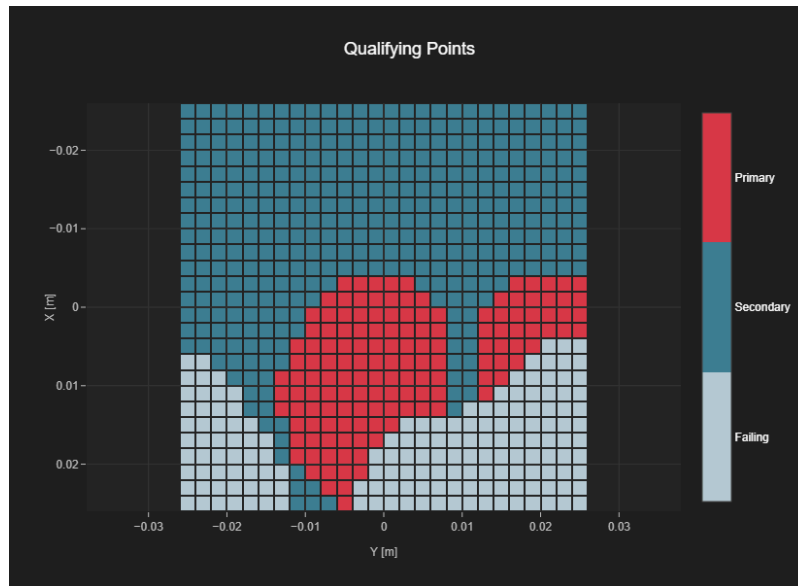 Qualifying Points
−0.02
−0.01
0
0.01
0.02
X [m]
−0.03
−0.02
−0.01
0
0.01
0.02
0.03
Y [m]
Primary
Secondary
Failing